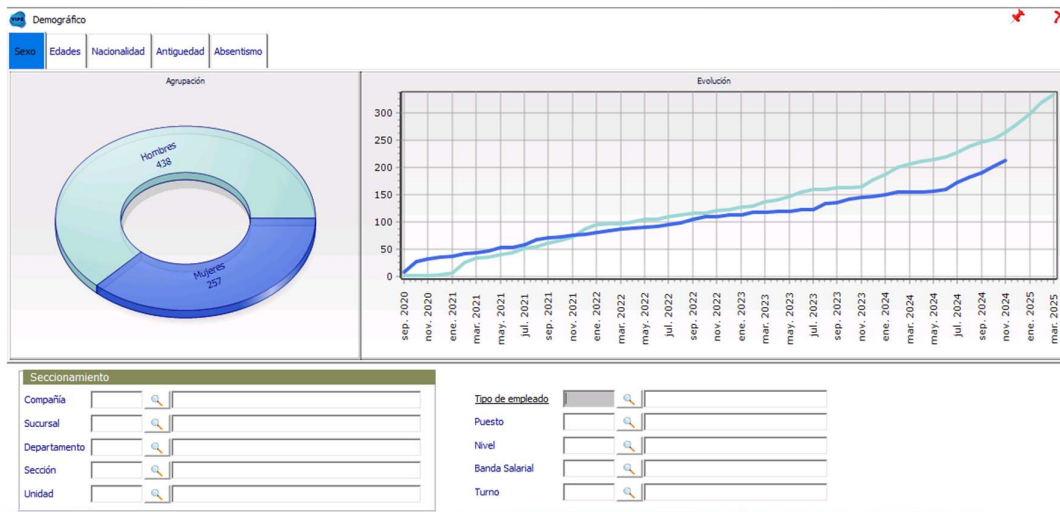 VIPS Demográfico
Sexo Edades Nacionalidad Antiguedad Absentismo
Agrupación
Hombres
438
Mujeres
257
Evolución
300
250
200
150
100
50
0
sep. 2020 nov. 2020 ene. 2021 mar. 2021 may. 2021 jul. 2021 sep. 2021 nov. 2021 ene. 2022 mar. 2022 may. 2022 jul. 2022 sep. 2022 nov. 2022 ene. 2023 mar. 2023 may. 2023 jul. 2023 sep. 2023 nov. 2023 ene. 2024 mar. 2024 may. 2024 jul. 2024 sep. 2024 nov. 2024 ene. 2025 mar. 2025
Seccionamiento
Compañía
Sucursal
Departamento
Sección
Unidad
Tipo de empleado
Puesto
Nivel
Banda Salarial
Turno